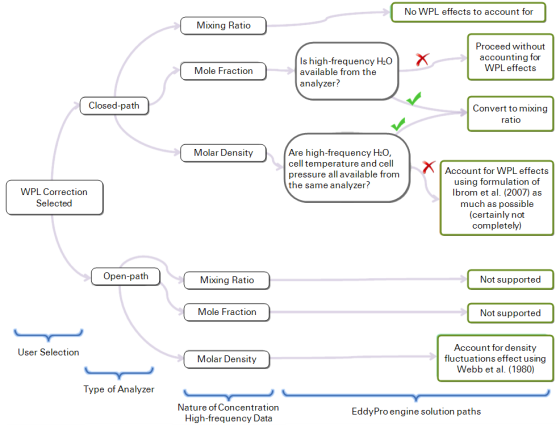 No WPL effects to account for
Mixing Ratio
Mole Fraction
Is high-frequency H₂O
available from the
analyzer?
Proceed without
accounting for
WPL effects
Closed-path
Convert to mixing
ratio
Molar Density
Are high-frequency H₂O,
cell temperature and cell
pressure all available from
the same analyzer?
Account for WPL effects
using formulation of
Ibrom et al. (2007) as
much as possible
(certainly not
completely)
WPL Correction
Selected
Open-path
Mixing Ratio
Not supported
Mole Fraction
Not supported
Molar Density
Account for density
fluctuations effect using
Webb et al. (1980)
User Selection
Type of Analyzer
Nature of Concentration
High-frequency Data
EddyPro engine solution paths